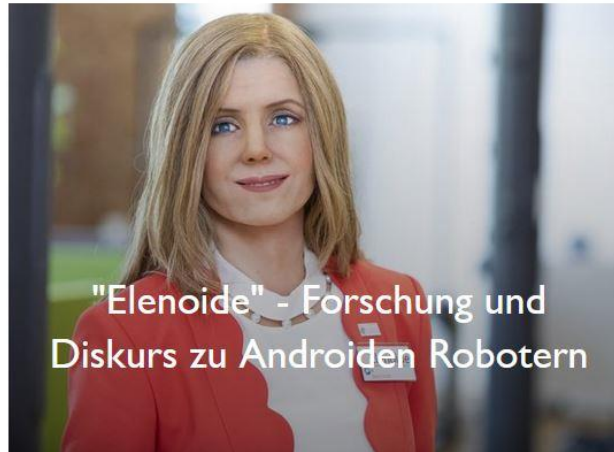 "Elenoide" - Forschung und
Diskurs zu Androiden Robotern